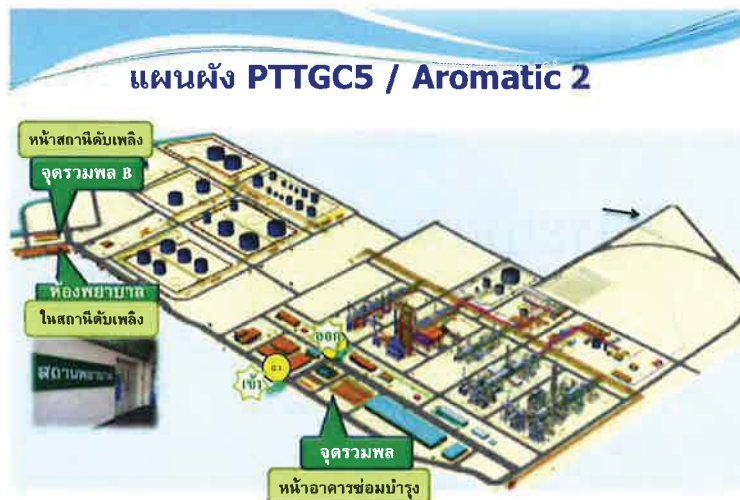 แผนผัง PTTGC5 / Aromatic 2
หน้าสถานีดับเพลิง
จุดรวมพล B
ห้องพยาบาล
ในสถานีดับเพลิง
ออก
เข้า
จุดรวมพล
หน้าอาคารซ่อมบำรุง